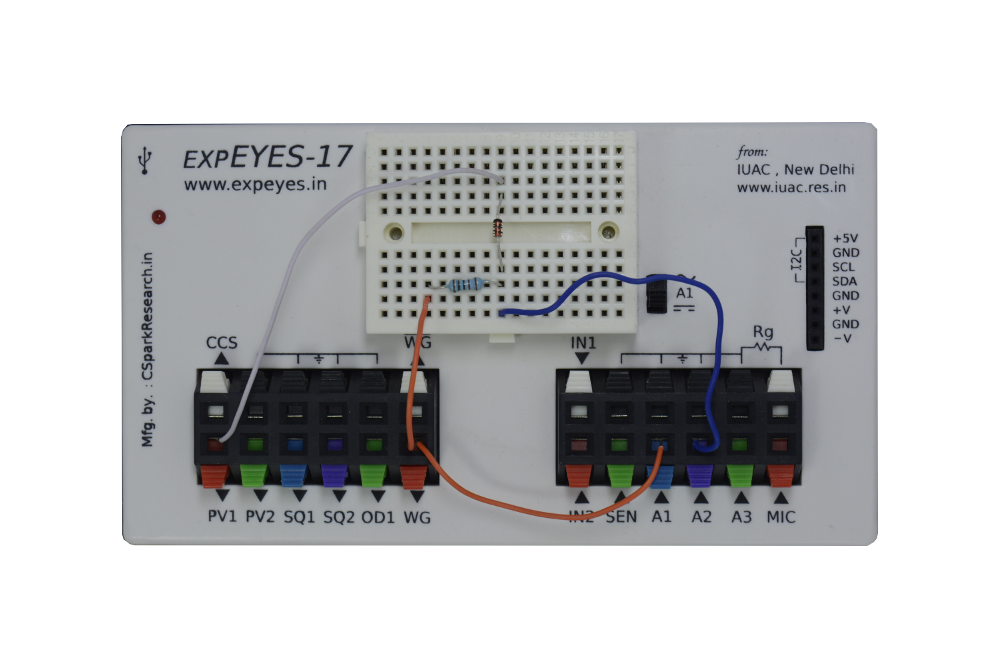 EXPEYES-17
www.expeyes.in
from:
IUAC , New Delhi
www.iuac.res.in
Mfg. by. : CSparkResearch.in
I2C
+5V
GND
SCL
SDA
GND
+V
GND
-V
A1
CCS
WG
IN1
Rg
PV1 PV2 SQ1 SQ2 OD1 WG
IN2 SEN A1 A2 A3 MIC